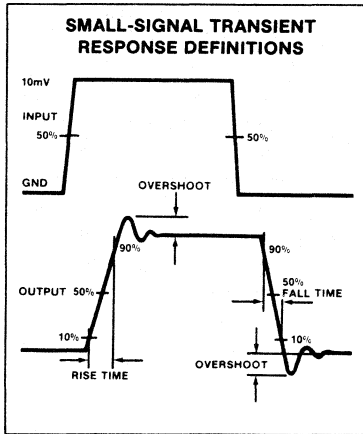 SMALL-SIGNAL TRANSIENT
RESPONSE DEFINITIONS
10mV
INPUT
50%
50%
GND
OVERSHOOT
90%
90%
OUTPUT
50%
50%
FALL TIME
10%
10%
RISE TIME
OVERSHOOT